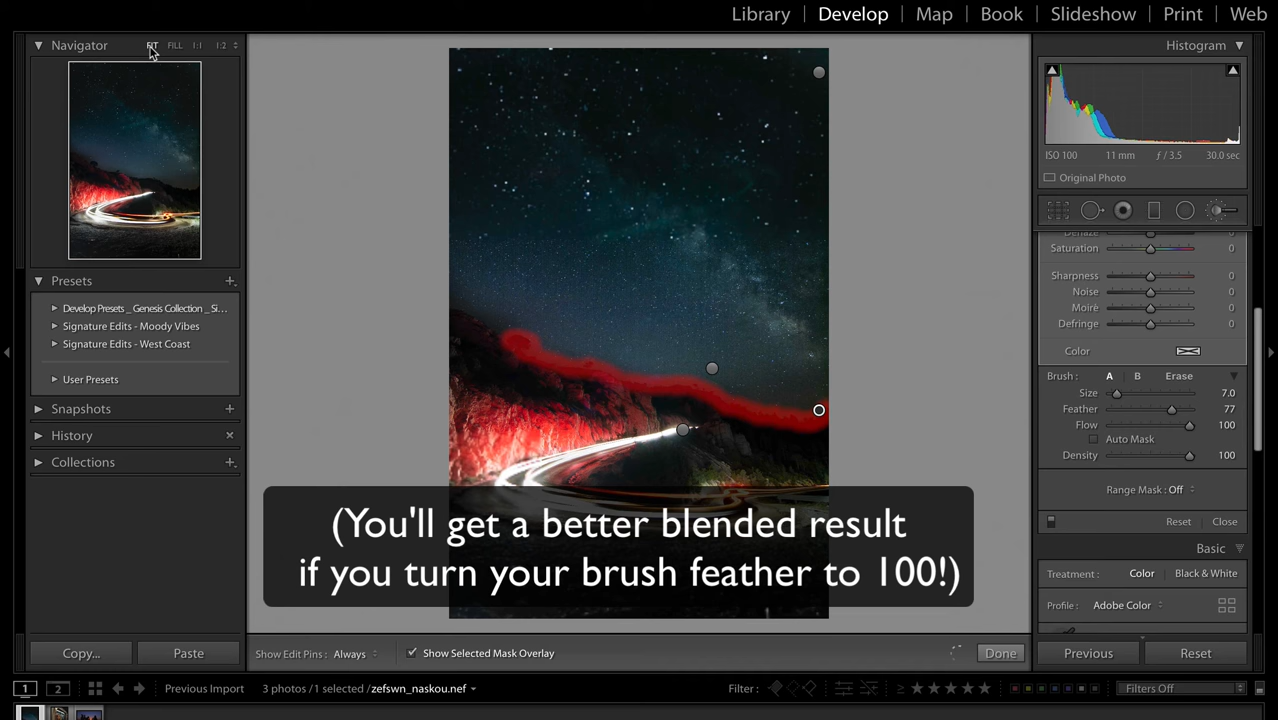 Library | Develop | Map | Book | Slideshow | Print | Web
Navigator FIT FILL 1:1 1:2
Presets +
Develop Presets _ Genesis Collection _ Si...
Signature Edits - Moody Vibes
Signature Edits - West Coast
User Presets
Snapshots +
History ×
Collections +
Copy...
Paste
(You'll get a better blended result
if you turn your brush feather to 100!)
Show Edit Pins : Always
Show Selected Mask Overlay
Done
Histogram
ISO 100 11 mm ƒ / 3.5 30.0 sec
Original Photo
Dehaze 0
Saturation 0
Sharpness 0
Noise 0
Moiré 0
Defringe 0
Color
Brush : A B Erase
Size 7.0
Feather 77
Flow 100
Auto Mask
Density 100
Range Mask : Off
Reset Close
Basic
Treatment : Color Black & White
Profile : Adobe Color
Previous
Reset
1 2 Previous Import 3 photos / 1 selected / zefswn_naskou.nef
Filter : ≥ ★★★★★ Filters Off